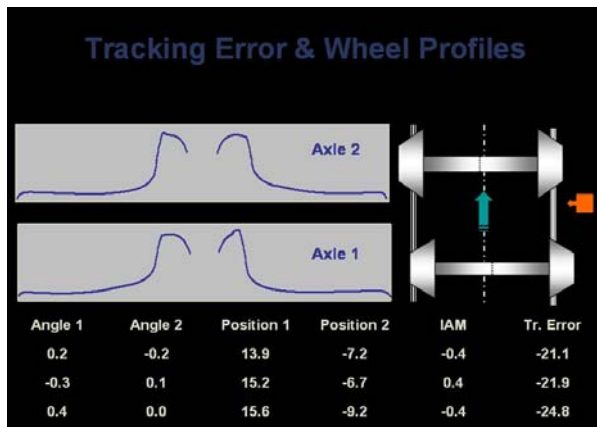 Tracking Error & Wheel Profiles
Axle 2
Axle 1
Angle 1 Angle 2 Position 1 Position 2 IAM Tr. Error
0.2 -0.2 13.9 -7.2 -0.4 -21.1
-0.3 0.1 15.2 -6.7 0.4 -21.9
0.4 0.0 15.6 -9.2 -0.4 -24.8